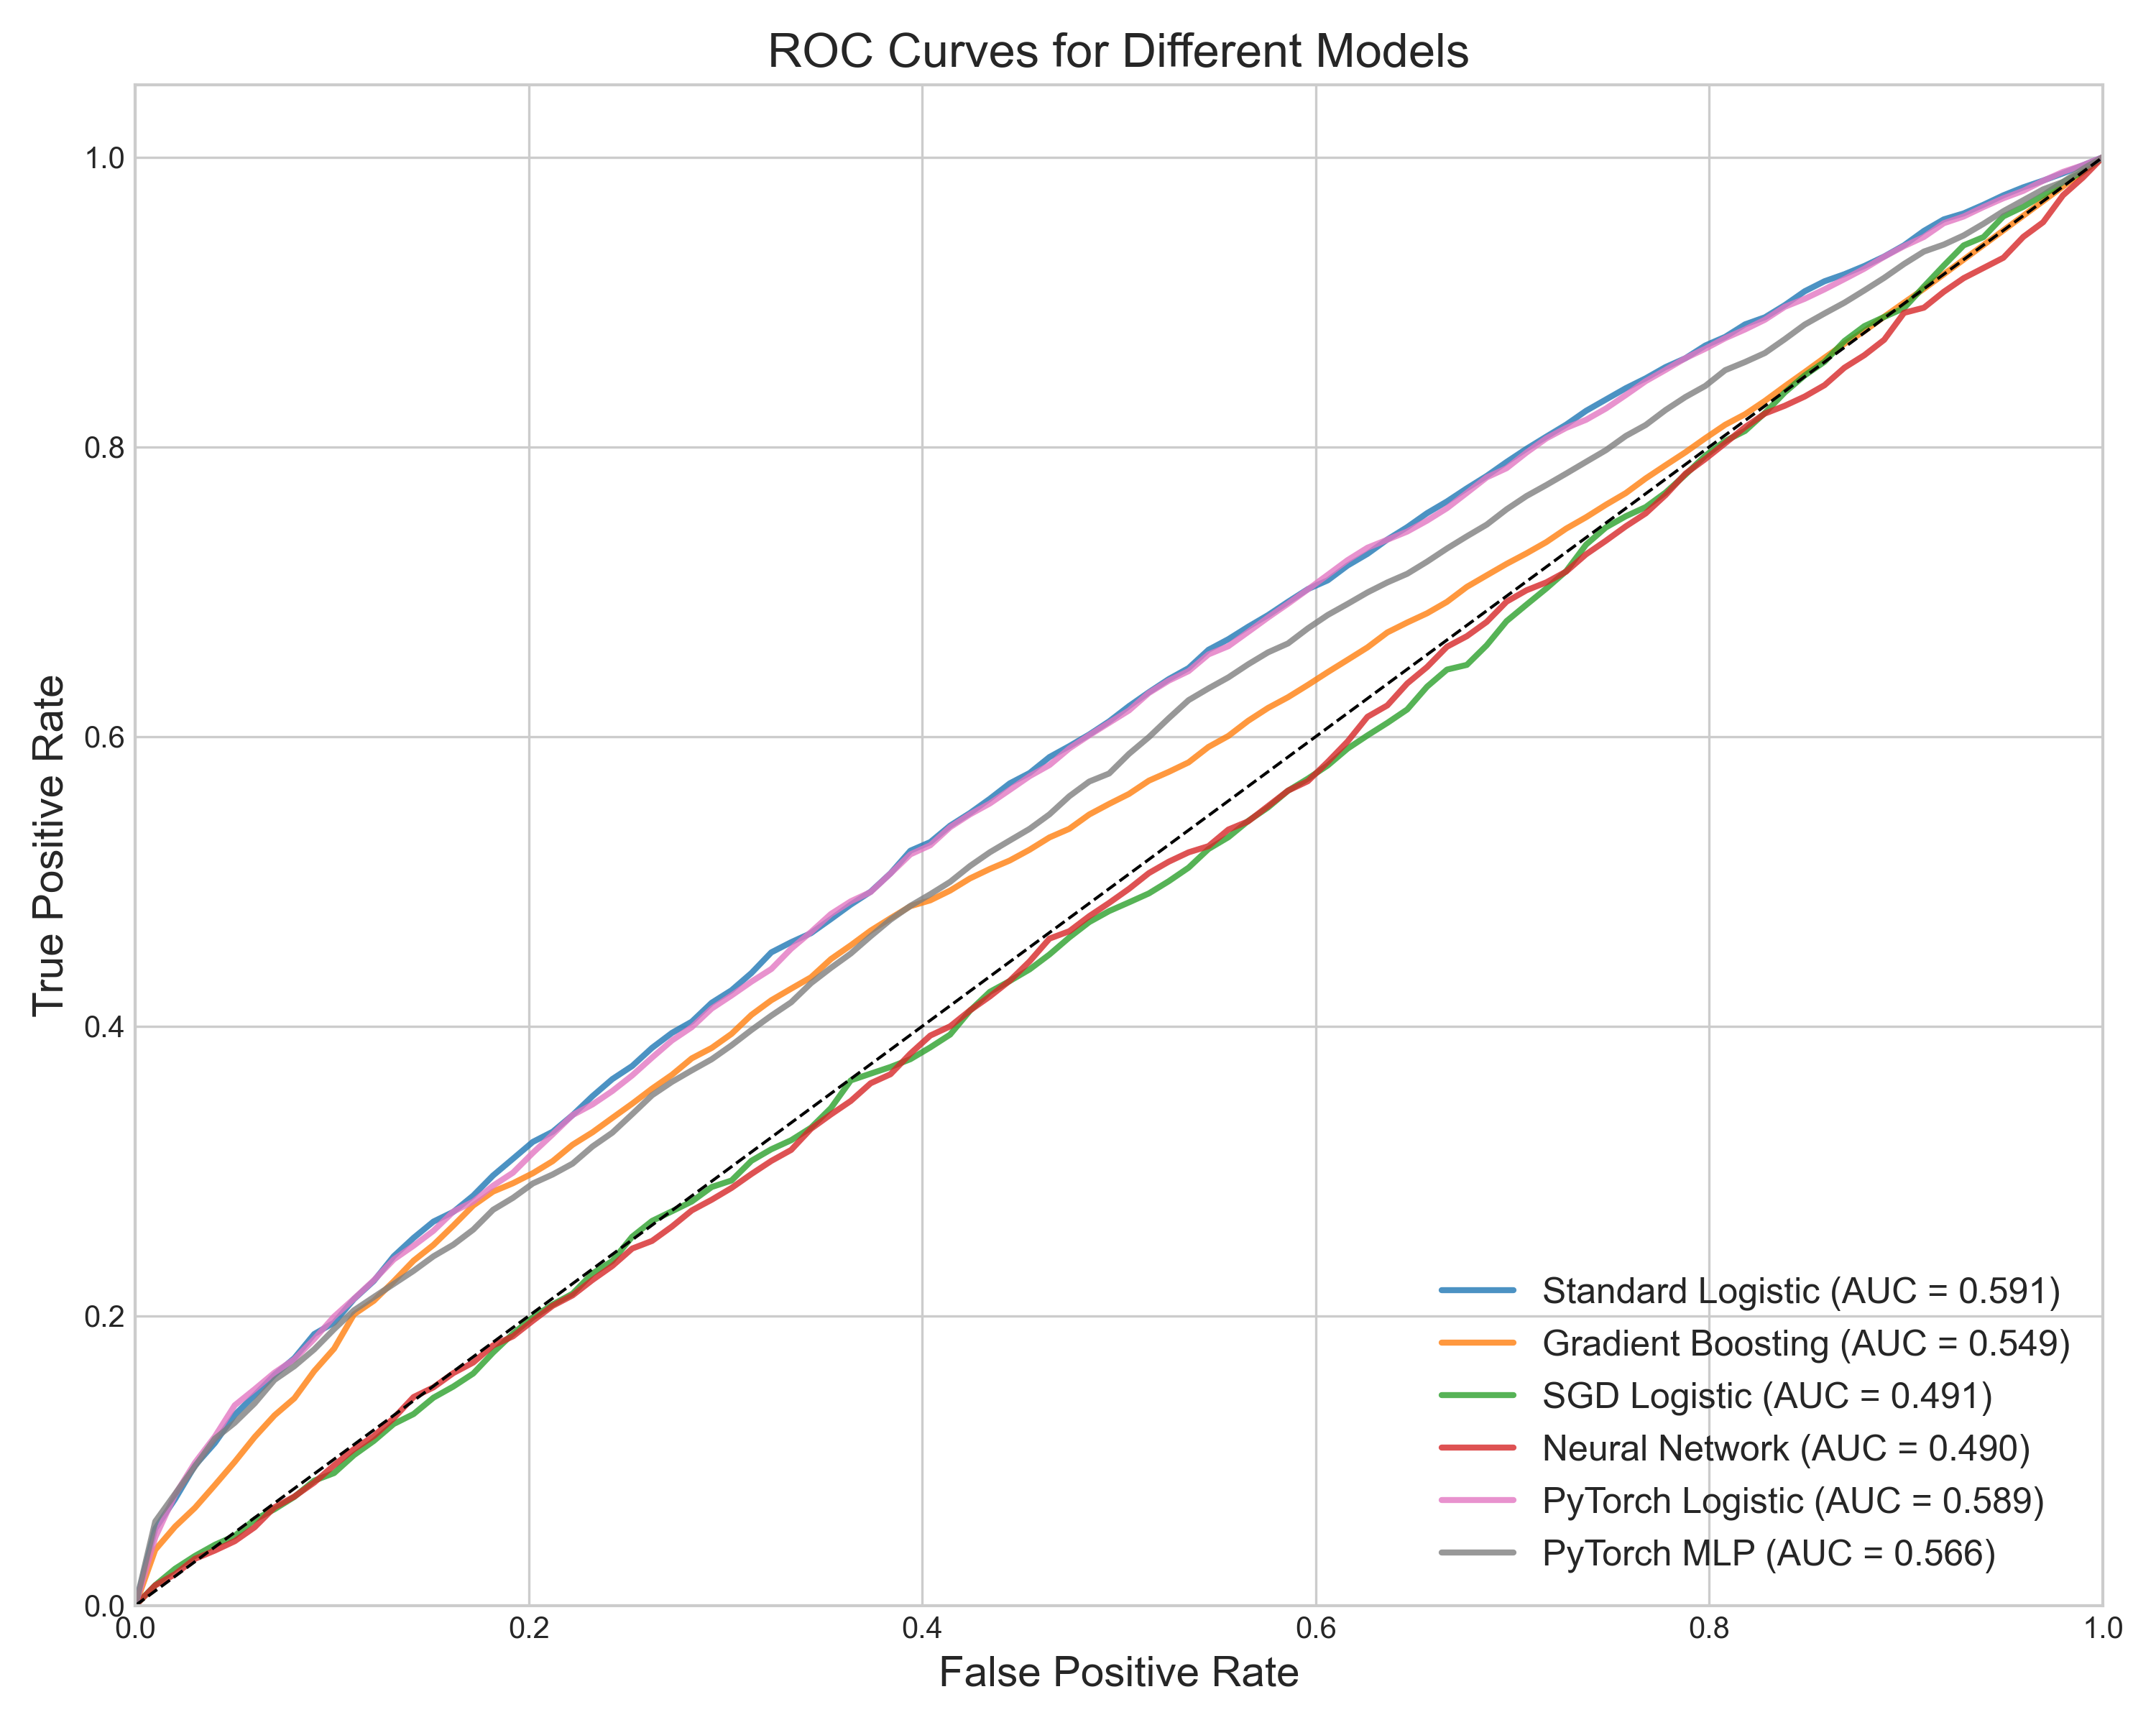 ROC Curves for Different Models
True Positive Rate
1.0
0.8
0.6
0.4
0.2
0.0
0.0 0.2 0.4 0.6 0.8 1.0
False Positive Rate
Standard Logistic (AUC = 0.591)
Gradient Boosting (AUC = 0.549)
SGD Logistic (AUC = 0.491)
Neural Network (AUC = 0.490)
PyTorch Logistic (AUC = 0.589)
PyTorch MLP (AUC = 0.566)